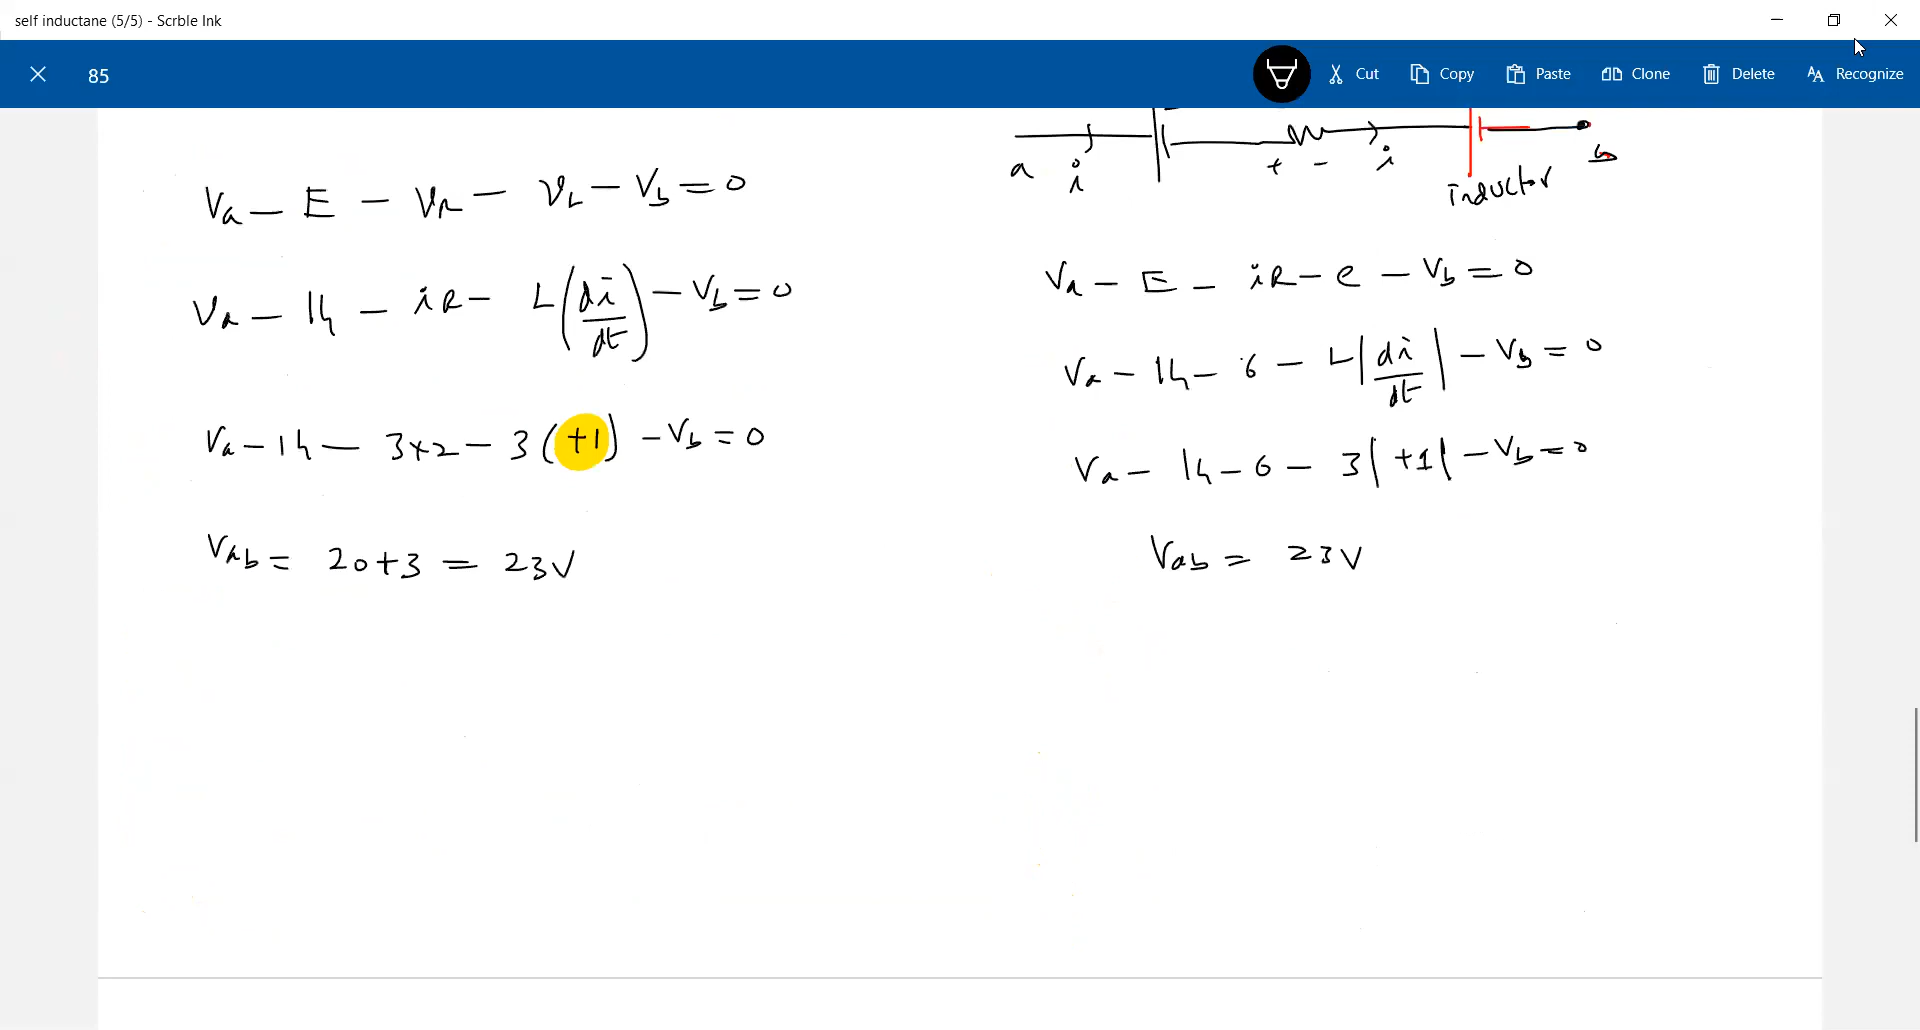 self inductane (5/5) - Scrble Ink
85
Cut
Copy
Paste
Clone
Delete
Recognize
a i + - i b
inductor
Va - E - VR - VL - Vb = 0
Va - 14 - iR - L(di/dt) - Vb = 0
Va - 14 - 3×2 - 3(+1) - Vb = 0
Vab = 20+3 = 23V
Va - E - iR - e - Vb = 0
Va - 14 - 6 - L|di/dt| - Vb = 0
Va - 14 - 6 - 3|+1| - Vb = 0
Vab = 23V